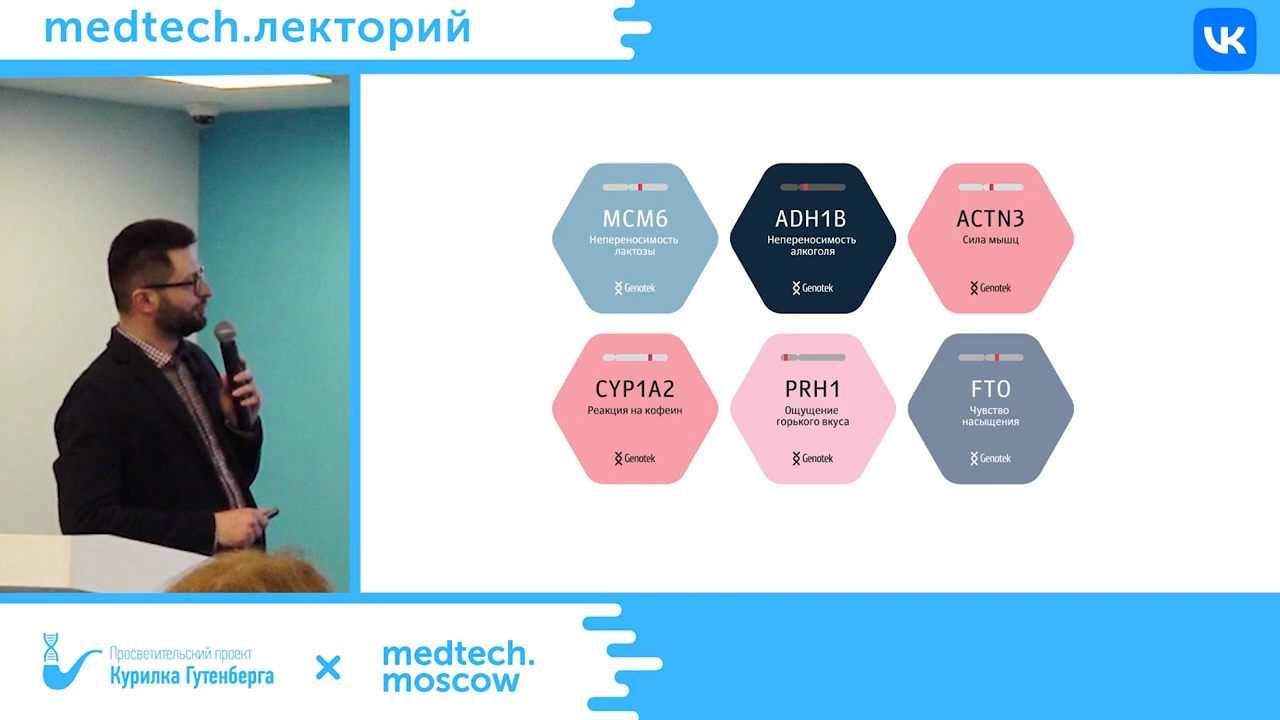 medtech.лекторий
VK
MCM6
Непереносимость
лактозы
Genotek
ADH1B
Непереносимость
алкоголя
Genotek
ACTN3
Сила мышц
Genotek
CYP1A2
Реакция на кофеин
Genotek
PRH1
Ощущение
горького вкуса
Genotek
FTO
Чувство
насыщения
Genotek
Просветительский проект
Курилка Гутенберга
medtech.
moscow